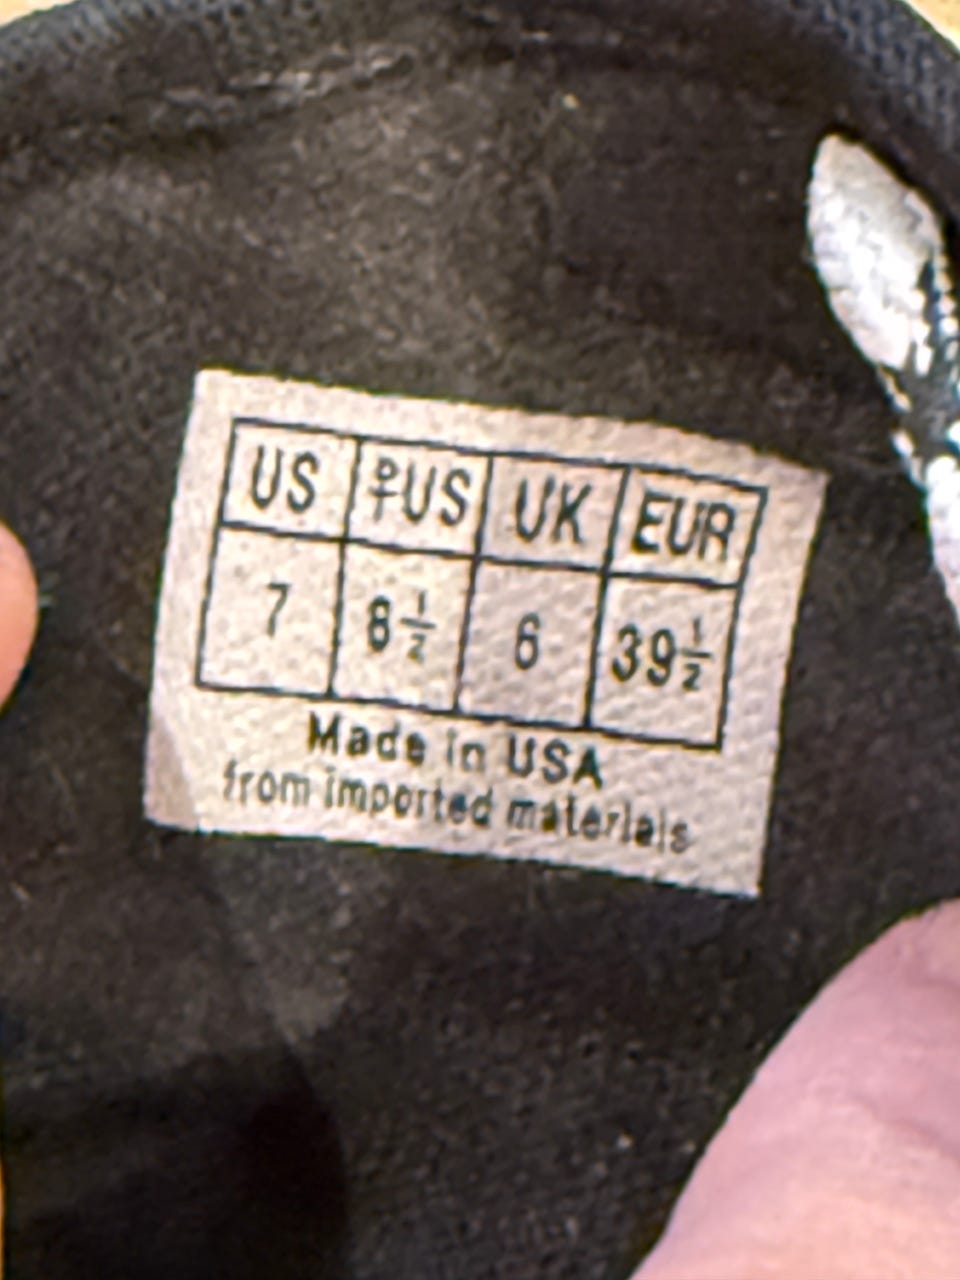 US ♀US UK EUR
7 8½ 6 39½
Made in USA
from imported materials